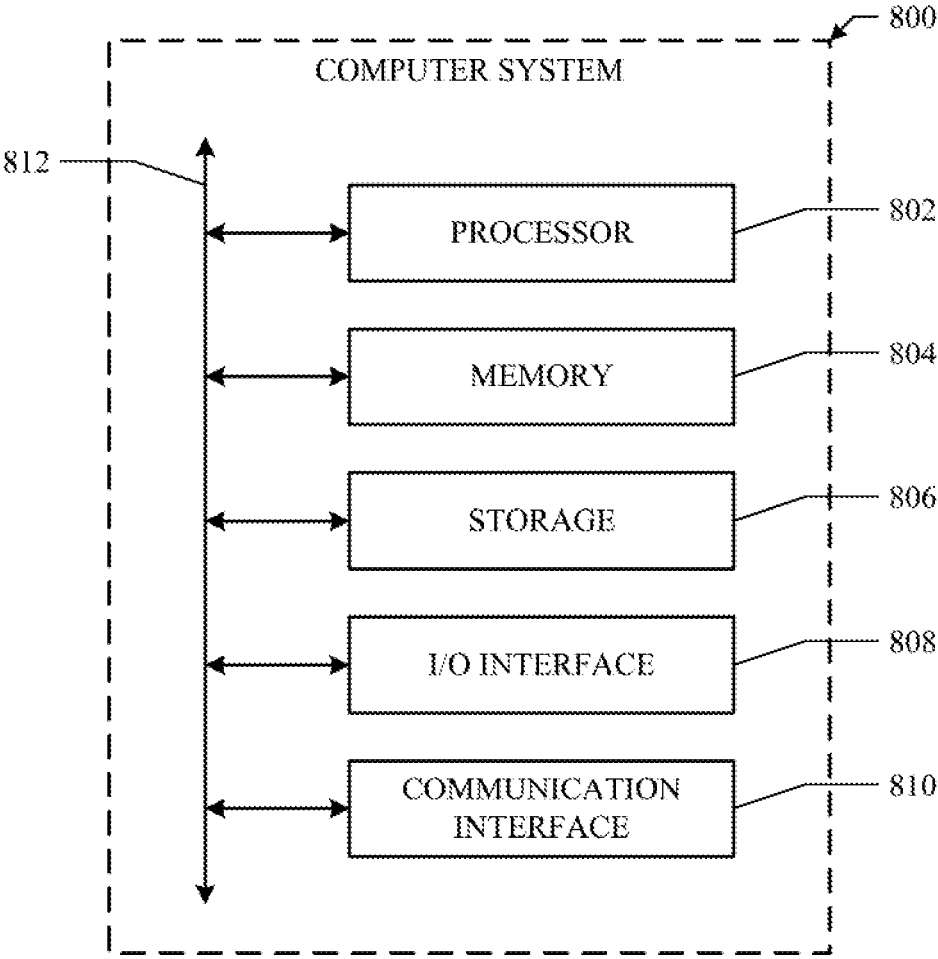 800
COMPUTER SYSTEM
812
PROCESSOR
802
MEMORY
804
STORAGE
806
I/O INTERFACE
808
COMMUNICATION
INTERFACE
810